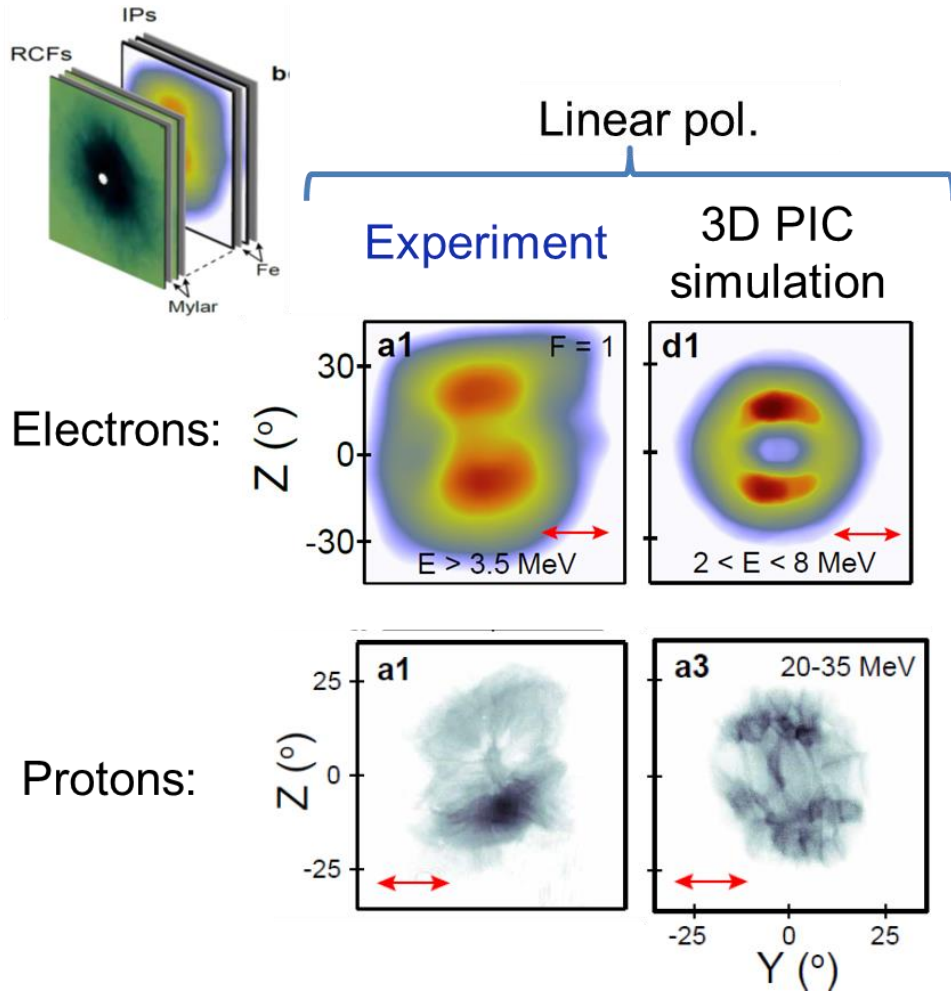 IPs
RCFs
b
Fe
Mylar
Linear pol.
Experiment
3D PIC
simulation
Electrons:
Z (°)
30
0
-30
a1
F = 1
E > 3.5 MeV
d1
2 < E < 8 MeV
Protons:
Z (°)
25
0
-25
a1
a3
20-35 MeV
-25
0
25
Y (°)